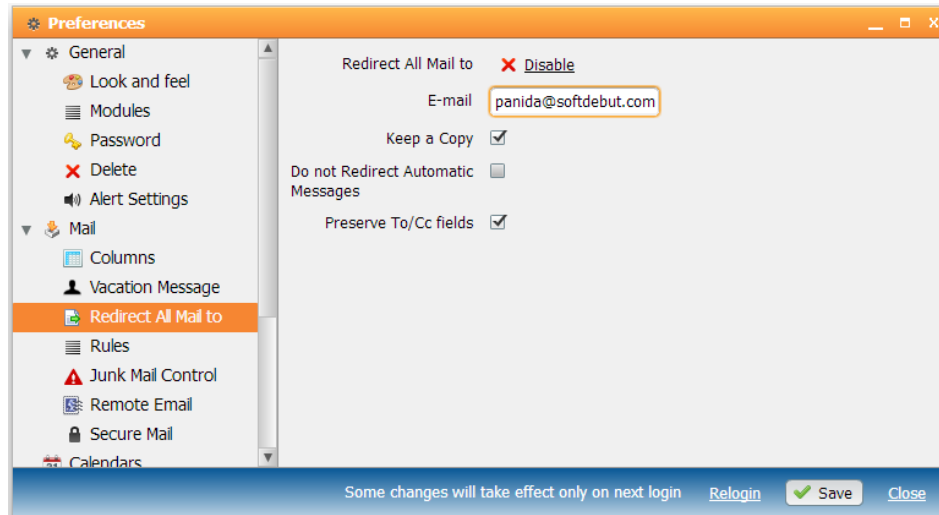 Preferences
General
Look and feel
Modules
Password
Delete
Alert Settings
Mail
Columns
Vacation Message
Redirect All Mail to
Rules
Junk Mail Control
Remote Email
Secure Mail
Calendars
Redirect All Mail to Disable
E-mail panida@softdebut.com
Keep a Copy
Do not Redirect Automatic
Messages
Preserve To/Cc fields
Some changes will take effect only on next login Relogin Save Close